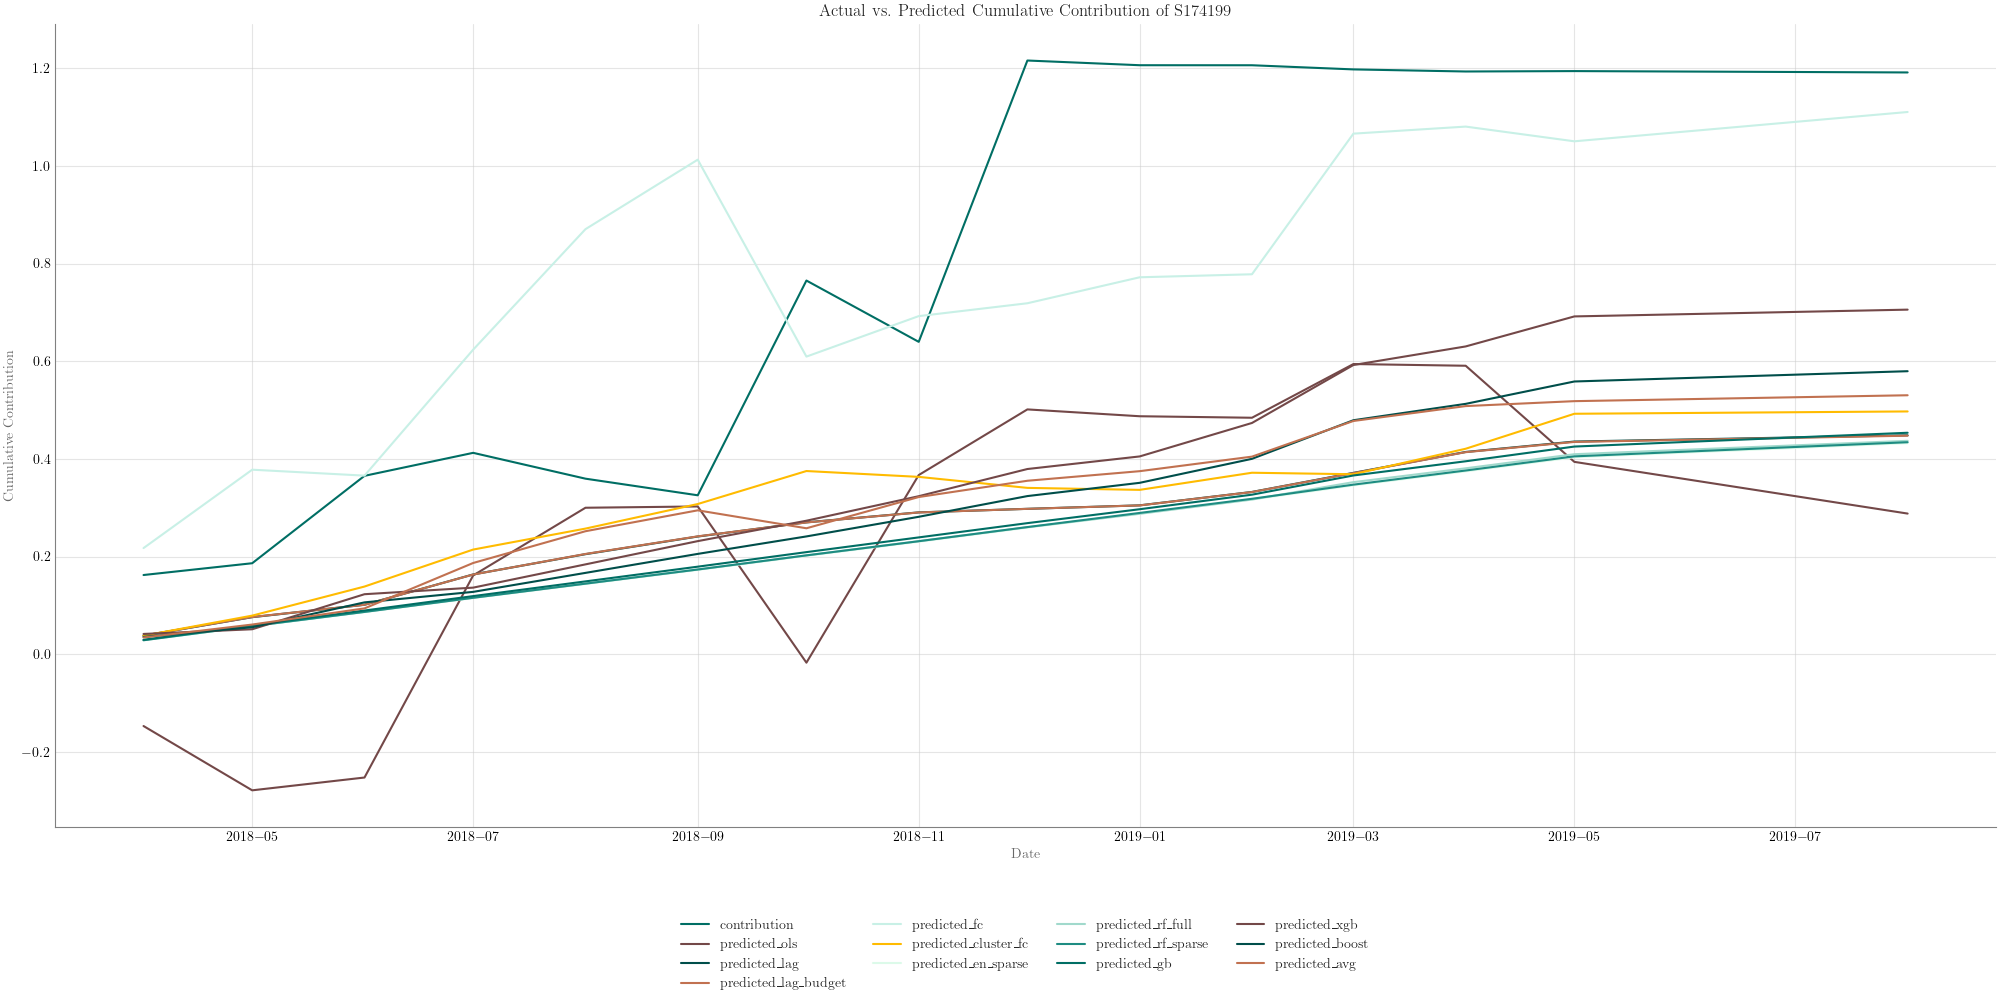 Actual vs. Predicted Cumulative Contribution of S174199
Cumulative Contribution
1.2
1.0
0.8
0.6
0.4
0.2
0.0
−0.2
2018−05 2018−07 2018−09 2018−11 2019−01 2019−03 2019−05 2019−07
Date
contribution predicted_fc predicted_rf_full predicted_xgb
predicted_ols predicted_cluster_fc predicted_rf_sparse predicted_boost
predicted_lag predicted_en_sparse predicted_gb predicted_avg
predicted_lag_budget